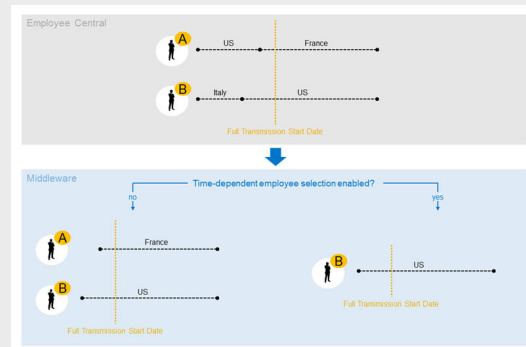 Employee Central
A
US
France
B
Italy
US
Full Transmission Start Date
Middleware
Time-dependent employee selection enabled?
no
yes
A
France
B
US
Full Transmission Start Date
B
US
Full Transmission Start Date